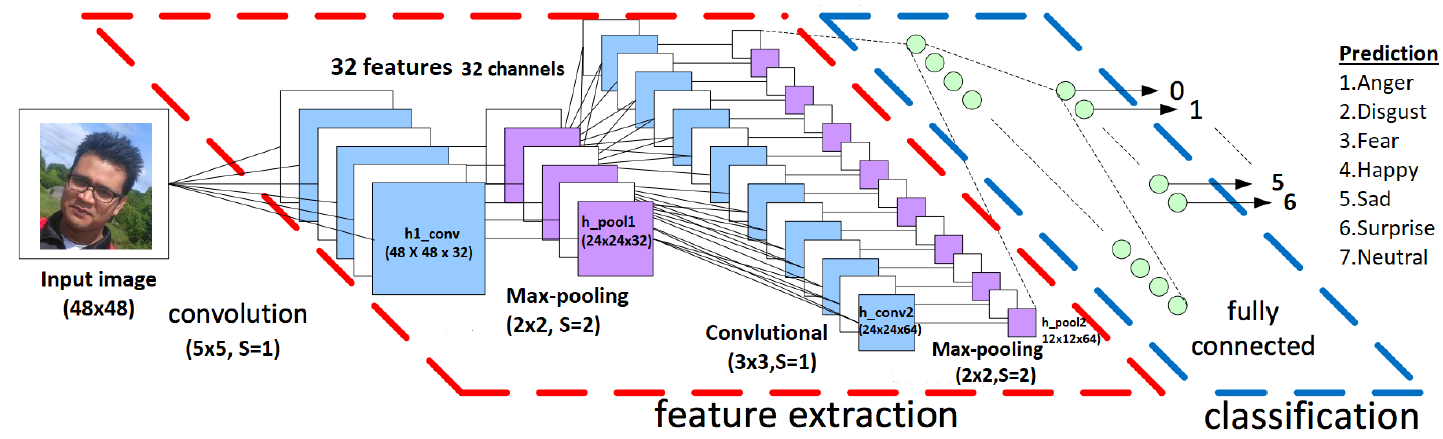 32 features 32 channels
Input image
(48x48)
convolution
(5x5, S=1)
h1_conv
(48 X 48 x 32)
h_pool1
(24x24x32)
Max-pooling
(2x2, S=2)
Convlutional
(3x3,S=1)
h_conv2
(24x24x64)
Max-pooling
(2x2,S=2)
h_pool2
12x12x64)
feature extraction
0
1
5
6
fully
connected
classification
Prediction
1.Anger
2.Disgust
3.Fear
4.Happy
5.Sad
6.Surprise
7.Neutral